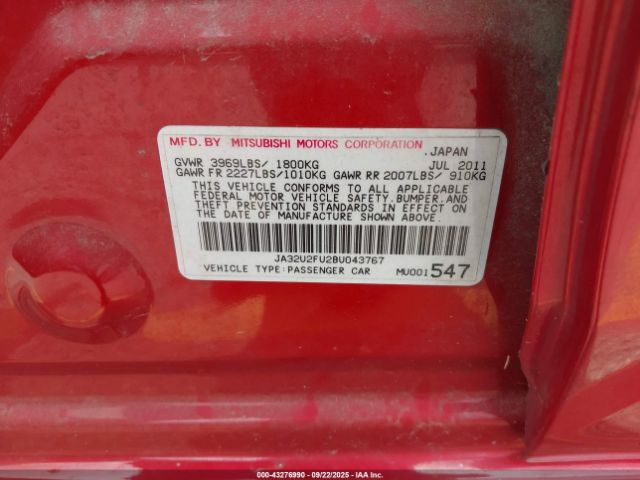 MFD. BY MITSUBISHI MOTORS CORPORATION , JAPAN
GVWR 3969LBS/ 1800KG JUL 2011
GAWR FR 2227LBS/1010KG GAWR RR 2007LBS/ 910KG
THIS VEHICLE CONFORMS TO ALL APPLICABLE
FEDERAL MOTOR VEHICLE SAFETY,BUMPER,AND
THEFT PREVENTION STANDARDS IN EFFECT ON
THE DATE OF MANUFACTURE SHOWN ABOVE.
JA32U2FU2BU043767
VEHICLE TYPE:PASSENGER CAR MU001547
00-43276990 - 09/22/2025 - IAA Inc.